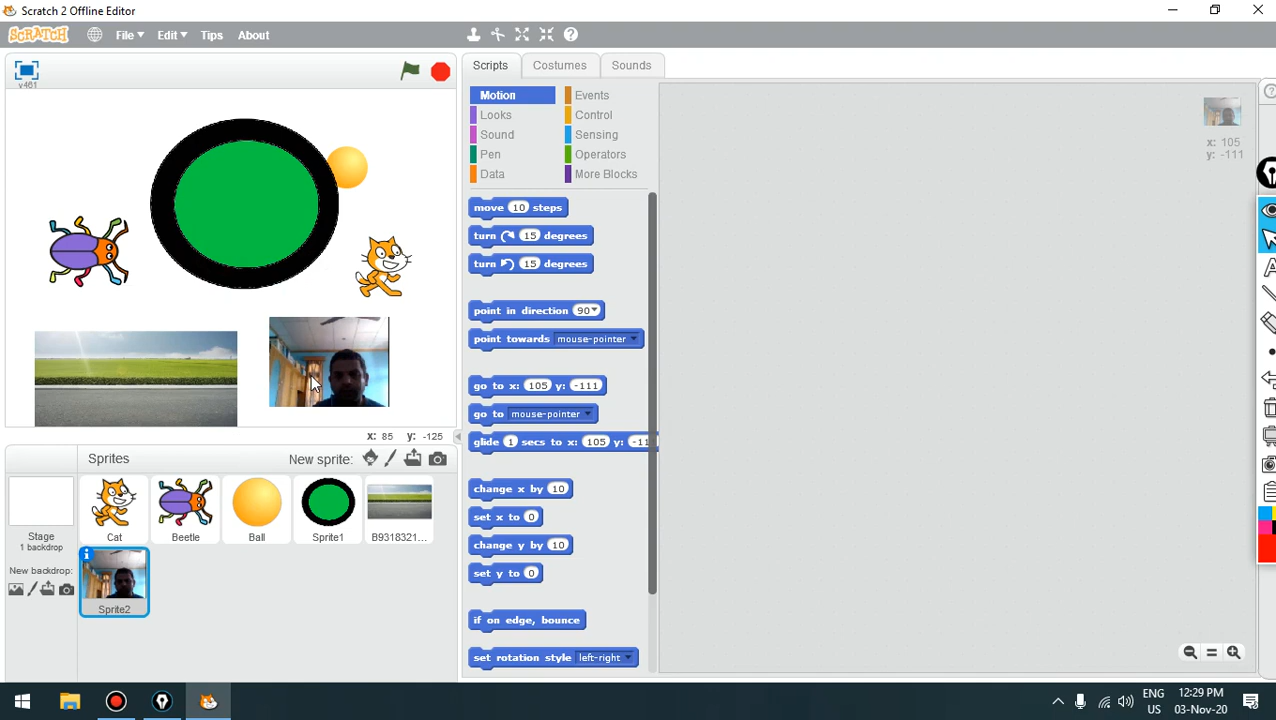 Scratch 2 Offline Editor
SCRATCH File Edit Tips About
v461
Scripts Costumes Sounds
Motion Events
Looks Control
Sound Sensing
Pen Operators
Data More Blocks
move 10 steps
turn 15 degrees
turn 15 degrees
point in direction 90
point towards mouse-pointer
go to x: 105 y: -111
go to mouse-pointer
glide 1 secs to x: 105 y: -11
change x by 10
set x to 0
change y by 10
set y to 0
if on edge, bounce
set rotation style left-right
x: 105
y: -111
x: 85 y: -125
Sprites New sprite:
Stage
1 backdrop
New backdrop:
Cat Beetle Ball Sprite1 B9318321...
Sprite2
ENG
US
12:29 PM
03-Nov-20